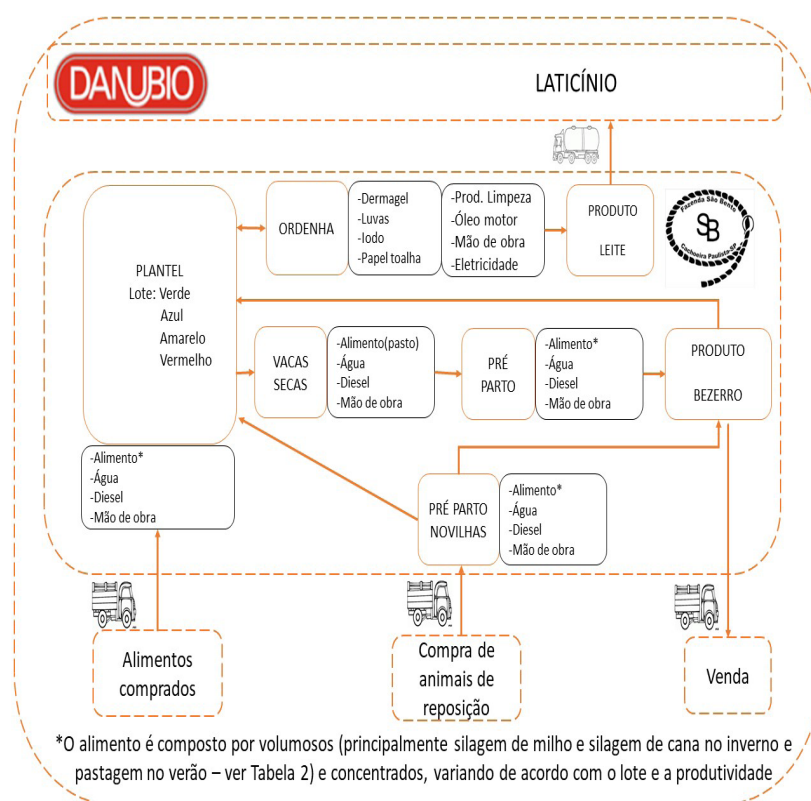 DANUBIO
LATICÍNIO
PLANTEL
Lote: Verde
Azul
Amarelo
Vermelho
ORDENHA
-Dermagel
-Luvas
-Iodo
-Papel toalha
-Prod. Limpeza
-Óleo motor
-Mão de obra
-Eletricidade
PRODUTO
LEITE
Fazenda São Bento
SB
Cachoeira Paulista-SP
VACAS
SECAS
-Alimento(pasto)
-Água
-Diesel
-Mão de obra
PRÉ
PARTO
-Alimento*
-Água
-Diesel
-Mão de obra
PRODUTO
BEZERRO
-Alimento*
-Água
-Diesel
-Mão de obra
PRÉ PARTO
NOVILHAS
-Alimento*
-Água
-Diesel
-Mão de obra
Alimentos
comprados
Compra de
animais de
reposição
Venda
*O alimento é composto por volumosos (principalmente silagem de milho e silagem de cana no inverno e
pastagem no verão – ver Tabela 2) e concentrados, variando de acordo com o lote e a produtividade